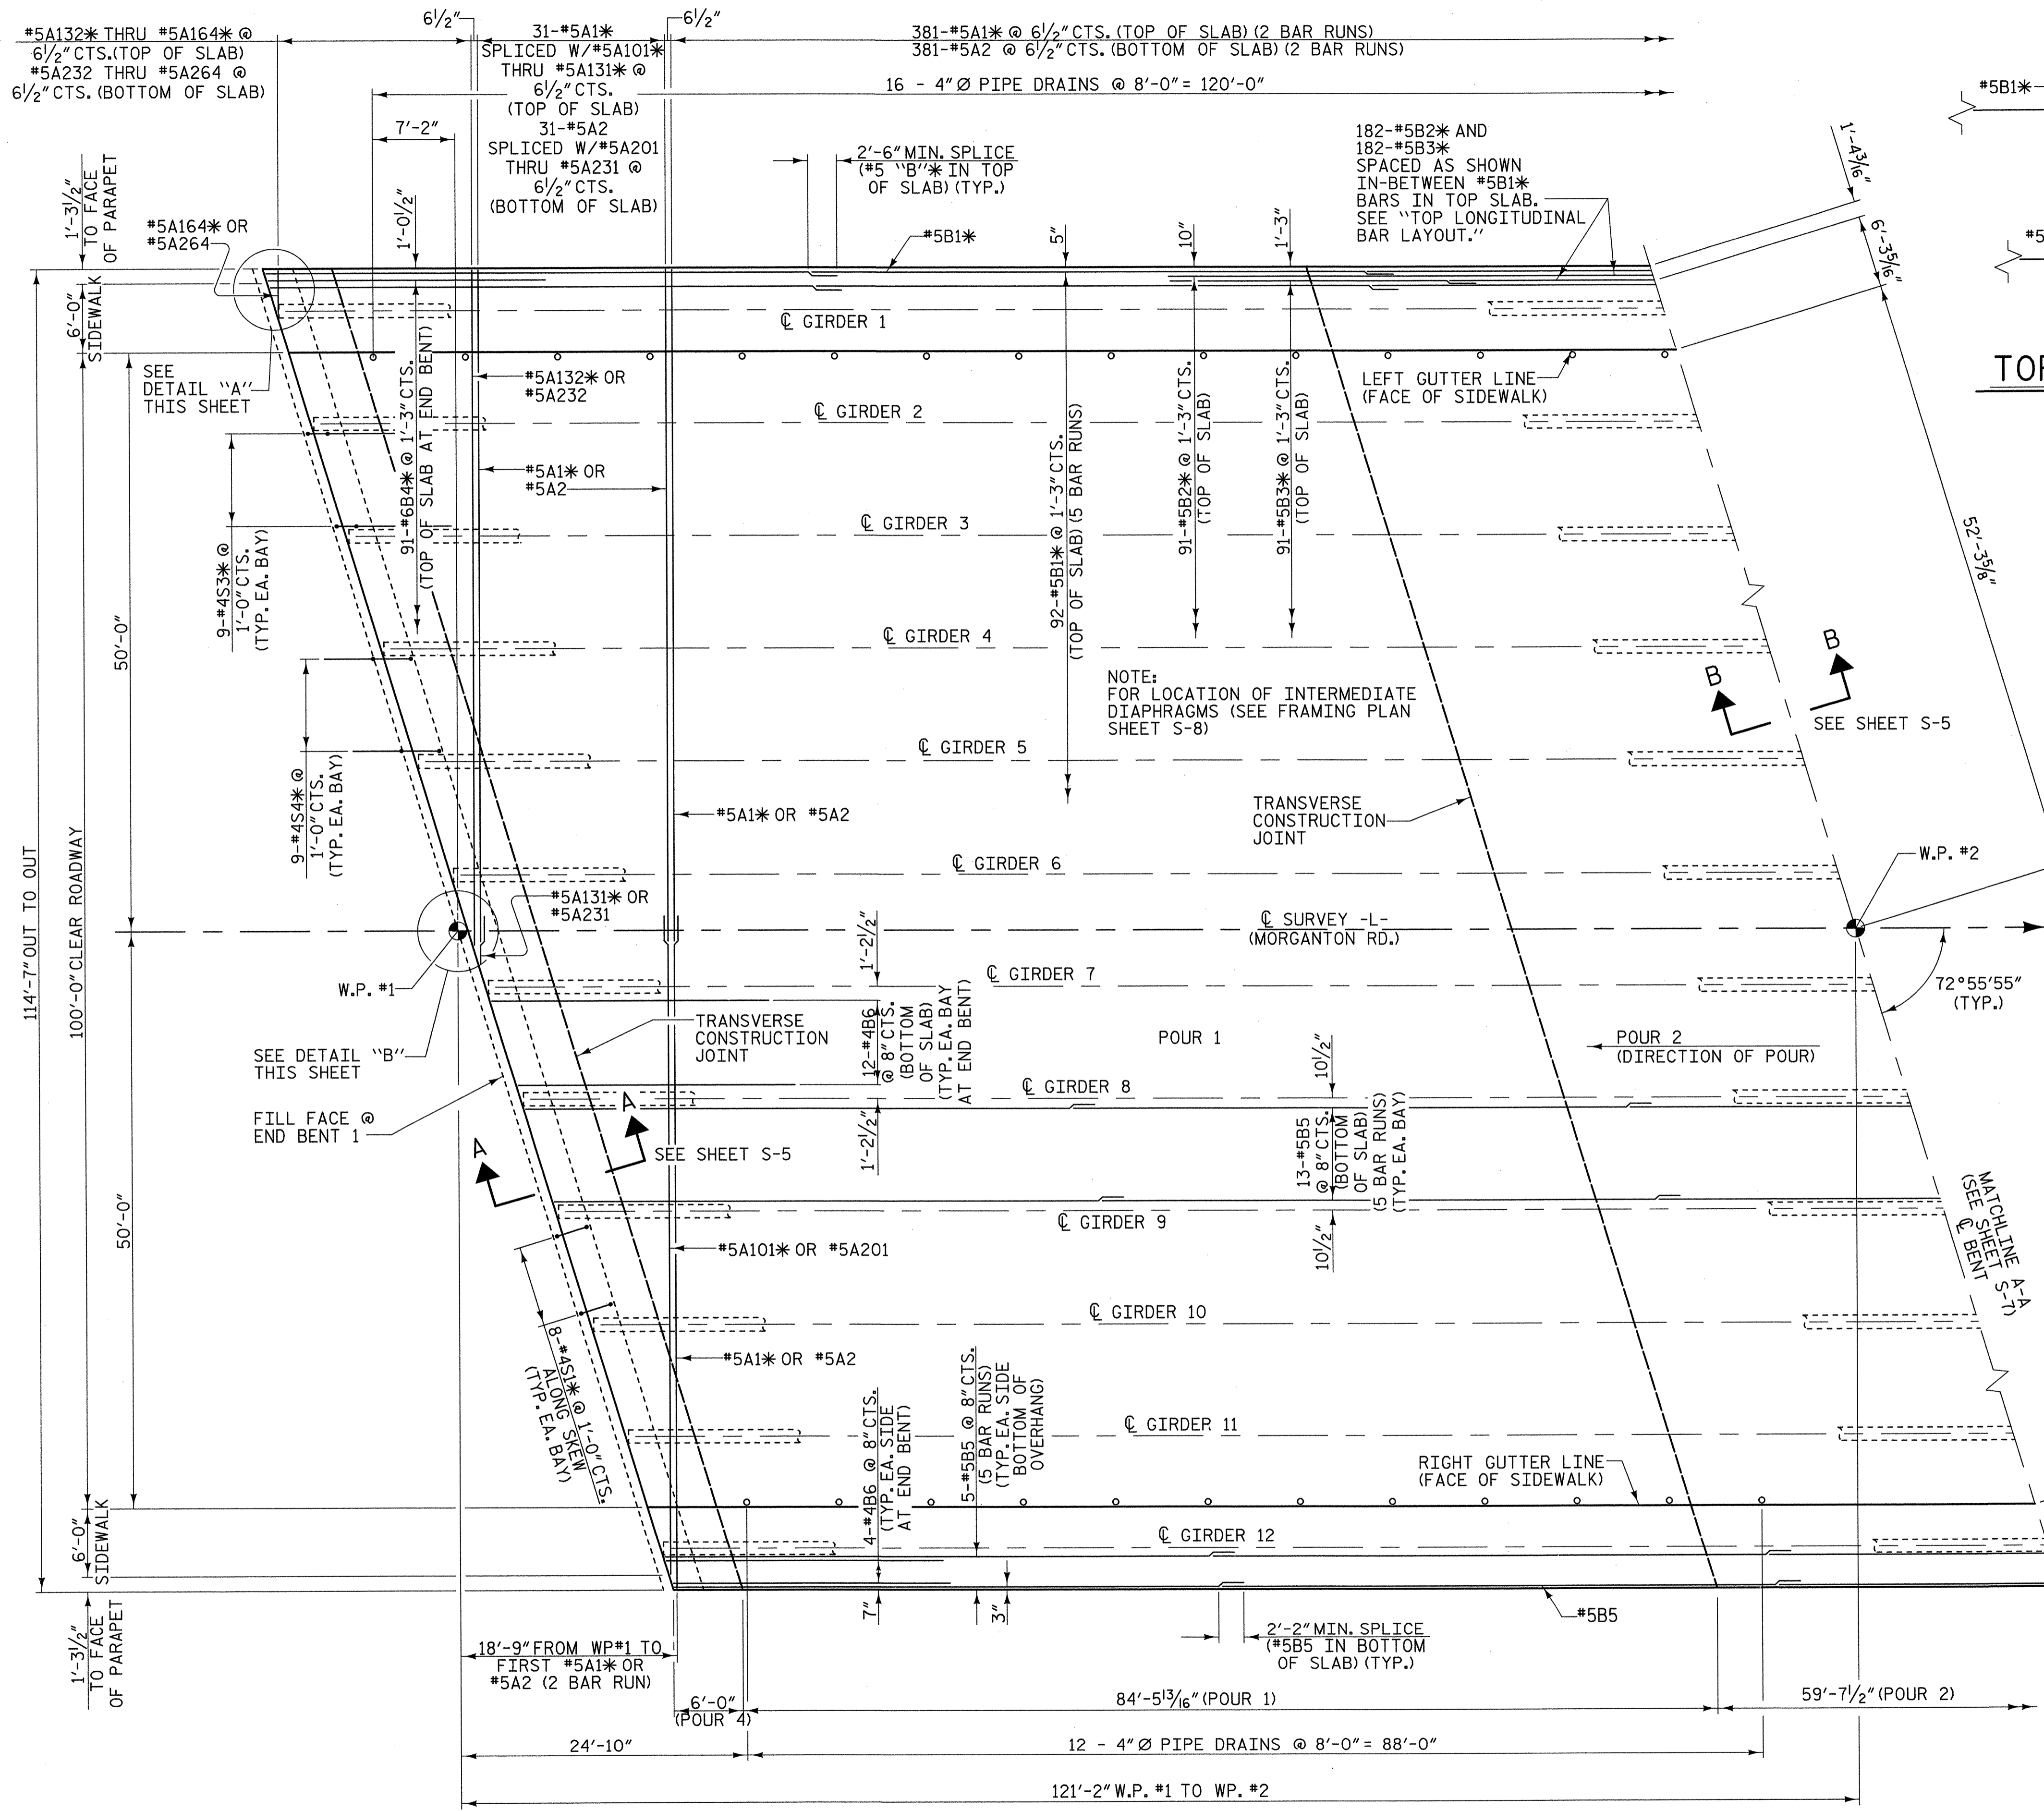 #5A132* THRU #5A164* @
6½" CTS.(TOP OF SLAB)
#5A232 THRU #5A264 @
6½" CTS.(BOTTOM OF SLAB)
6½"
6½"
31-#5A1*
SPLICED W/#5A101*
THRU #5A131* @
6½" CTS.
(TOP OF SLAB)
31-#5A2
SPLICED W/#5A201
THRU #5A231 @
6½" CTS.
(BOTTOM OF SLAB)
381-#5A1* @ 6½" CTS.(TOP OF SLAB)(2 BAR RUNS)
381-#5A2 @ 6½" CTS.(BOTTOM OF SLAB)(2 BAR RUNS)
16 - 4"Ø PIPE DRAINS @ 8'-0" = 120'-0"
7'-2"
2'-6" MIN. SPLICE
(#5 "B"* IN TOP
OF SLAB)(TYP.)
182-#5B2* AND
182-#5B3*
SPACED AS SHOWN
IN-BETWEEN #5B1*
BARS IN TOP SLAB.
SEE "TOP LONGITUDINAL
BAR LAYOUT."
#5B1*
1'-4³⁄₁₆"
6'-3⁵⁄₁₆"
#5
TOP
1'-3½"
TO FACE
OF PARAPET
#5A164* OR
#5A264
1'-0½"
#5B1*
5"
10"
1'-3"
6'-0"
SIDEWALK
℄ GIRDER 1
SEE
DETAIL "A"
THIS SHEET
#5A132* OR
#5A232
LEFT GUTTER LINE
(FACE OF SIDEWALK)
91-#6B4* @ 1'-3" CTS.
(TOP OF SLAB AT END BENT)
℄ GIRDER 2
92-#5B1* @ 1'-3" CTS.
(TOP OF SLAB)(5 BAR RUNS)
91-#5B2* @ 1'-3" CTS.
(TOP OF SLAB)
91-#5B3* @ 1'-3" CTS.
(TOP OF SLAB)
#5A1* OR
#5A2
9-#4S3* @
1'-0" CTS.
(TYP. EA. BAY)
℄ GIRDER 3
52'-3⅝"
℄ GIRDER 4
50'-0"
B
B
SEE SHEET S-5
NOTE:
FOR LOCATION OF INTERMEDIATE
DIAPHRAGMS (SEE FRAMING PLAN
SHEET S-8)
9-#4S4* @
1'-0" CTS.
(TYP. EA. BAY)
℄ GIRDER 5
#5A1* OR #5A2
TRANSVERSE
CONSTRUCTION
JOINT
W.P. #2
114'-7" OUT TO OUT
100'-0" CLEAR ROADWAY
℄ GIRDER 6
#5A131* OR
#5A231
℄ SURVEY -L-
(MORGANTON RD.)
1'-2½"
℄ GIRDER 7
W.P. #1
72°55'55"
(TYP.)
12-#4B6
@ 8" CTS.
(BOTTOM
OF SLAB)
(TYP. EA. BAY
AT END BENT)
TRANSVERSE
CONSTRUCTION
JOINT
POUR 1
POUR 2
(DIRECTION OF POUR)
10½"
SEE DETAIL "B"
THIS SHEET
℄ GIRDER 8
FILL FACE @
END BENT 1
A
A
SEE SHEET S-5
1'-2½"
13-#5B5
@ 8" CTS.
(BOTTOM
OF SLAB)
(5 BAR RUNS)
(TYP. EA. BAY)
50'-0"
℄ GIRDER 9
10½"
MATCHLINE A-A
(SEE SHEET S-7)
℄ BENT
#5A101* OR #5A201
℄ GIRDER 10
8-#4S1* @ 1'-0" CTS.
ALONG SKEW
(TYP. EA. BAY)
#5A1* OR #5A2
4-#4B6 @ 8" CTS.
(TYP. EA. SIDE
AT END BENT)
5-#5B5 @ 8" CTS.
(5 BAR RUNS)
(TYP. EA. SIDE
BOTTOM OF
OVERHANG)
℄ GIRDER 11
RIGHT GUTTER LINE
(FACE OF SIDEWALK)
6'-0"
SIDEWALK
℄ GIRDER 12
7"
3"
#5B5
1'-3½"
TO FACE
OF PARAPET
18'-9" FROM WP#1 TO
FIRST #5A1* OR
#5A2 (2 BAR RUN)
2'-2" MIN. SPLICE
(#5B5 IN BOTTOM
OF SLAB)(TYP.)
6'-0"
(POUR 4)
84'-5¹³⁄₁₆" (POUR 1)
59'-7½" (POUR 2)
24'-10"
12 - 4"Ø PIPE DRAINS @ 8'-0" = 88'-0"
121'-2" W.P. #1 TO WP. #2